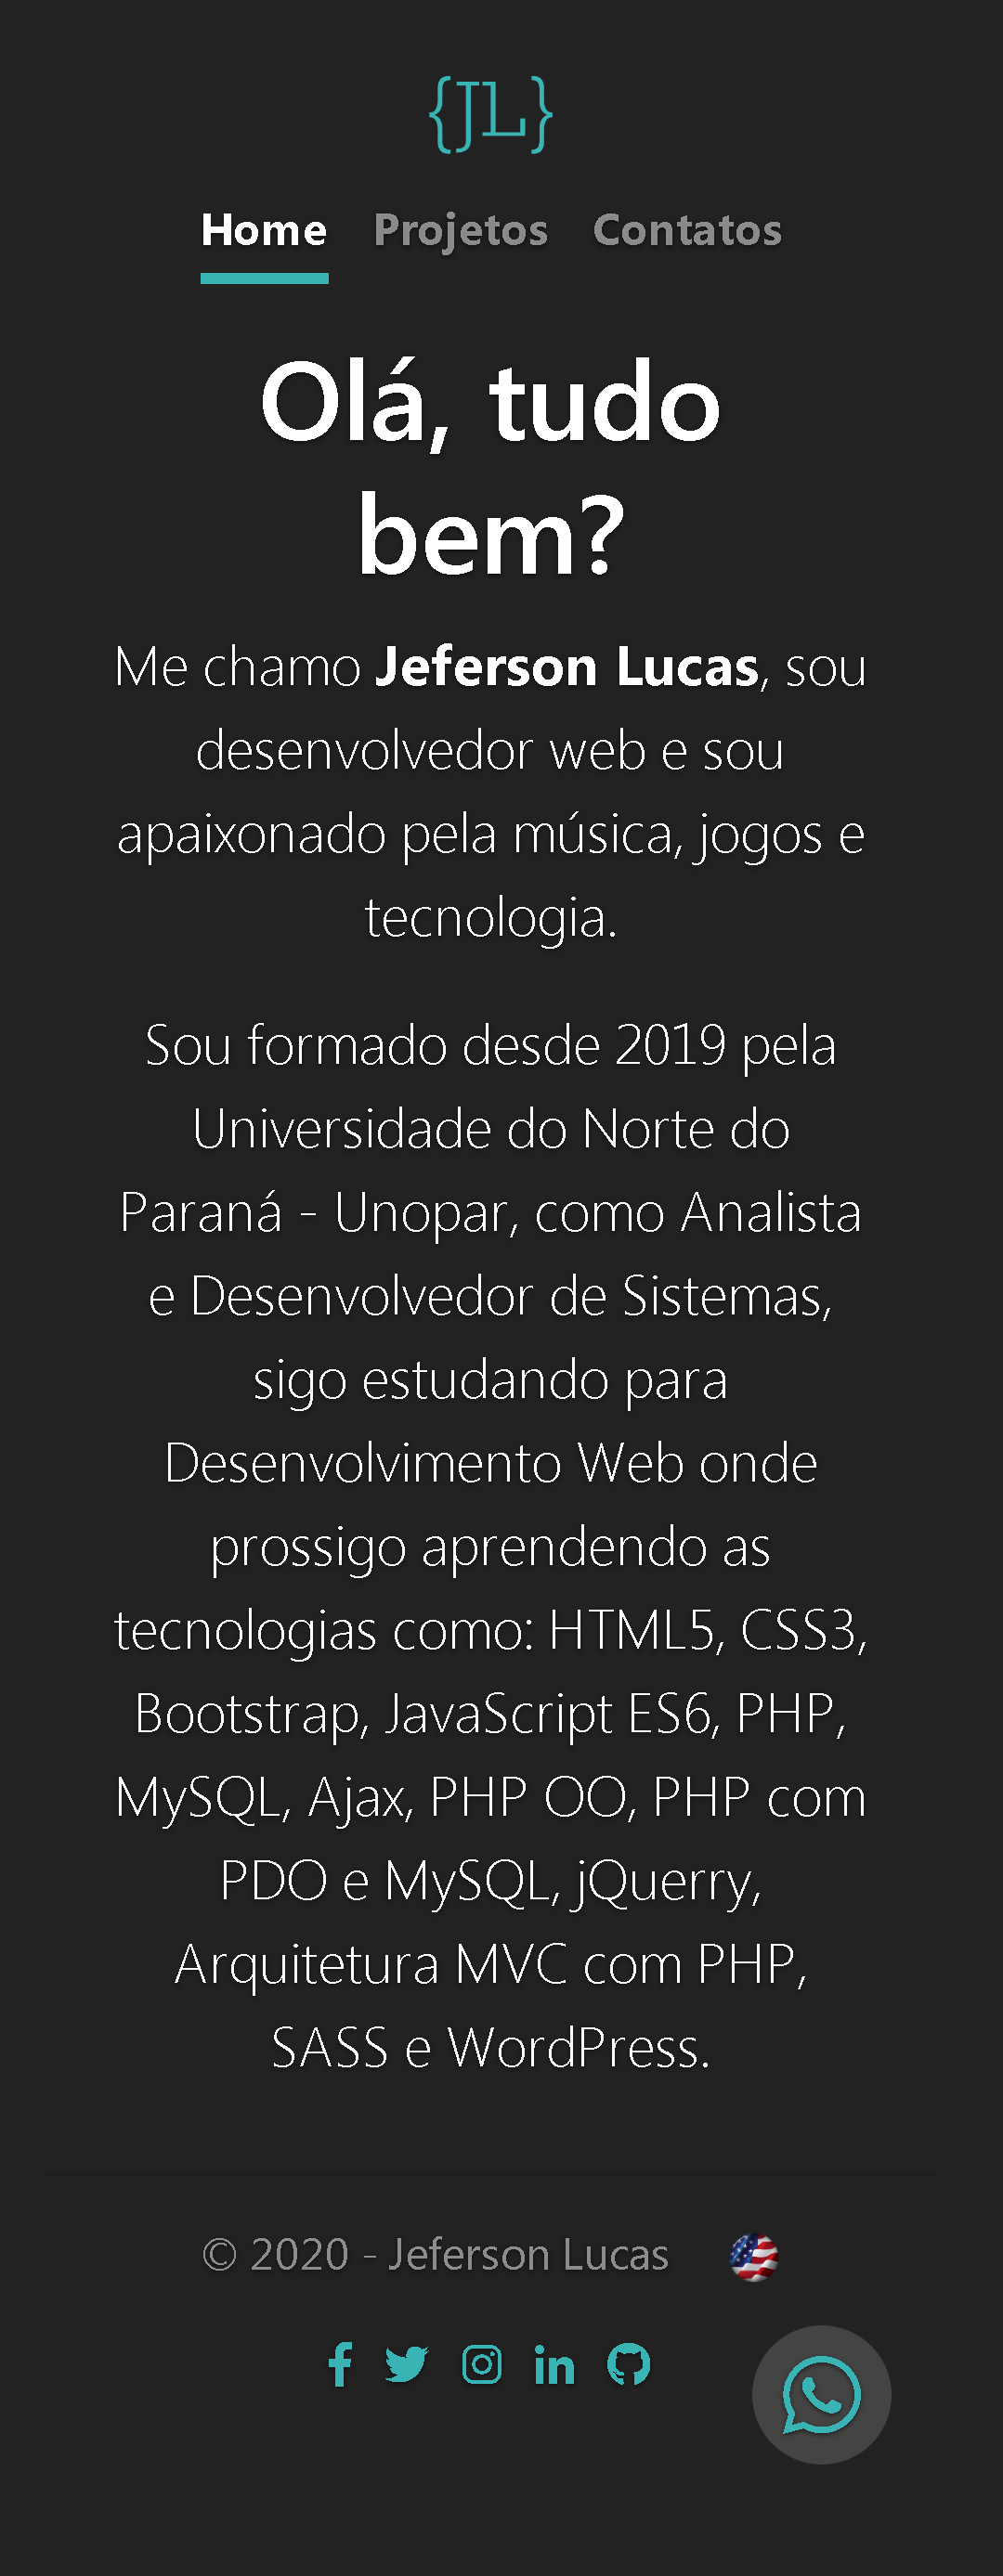 {JL}
Home Projetos Contatos
Olá, tudo
bem?
Me chamo Jeferson Lucas, sou
desenvolvedor web e sou
apaixonado pela música, jogos e
tecnologia.
Sou formado desde 2019 pela
Universidade do Norte do
Paraná - Unopar, como Analista
e Desenvolvedor de Sistemas,
sigo estudando para
Desenvolvimento Web onde
prossigo aprendendo as
tecnologias como: HTML5, CSS3,
Bootstrap, JavaScript ES6, PHP,
MySQL, Ajax, PHP OO, PHP com
PDO e MySQL, jQuerry,
Arquitetura MVC com PHP,
SASS e WordPress.
© 2020 - Jeferson Lucas